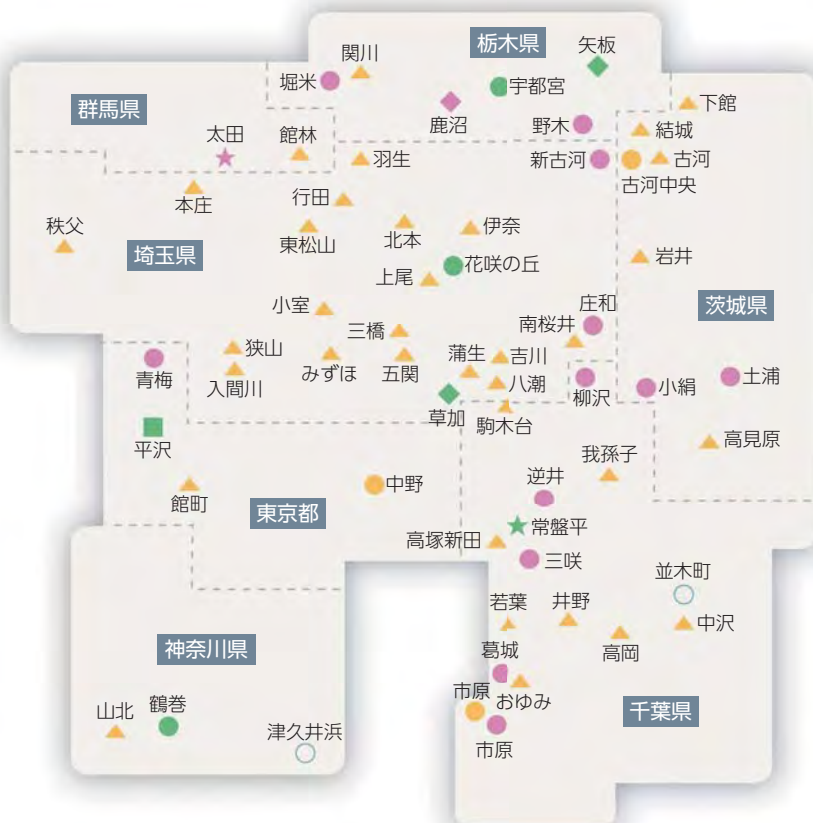 栃木県
矢板
関川
堀米
宇都宮
鹿沼
野木
群馬県
太田
館林
下館
結城
羽生
新古河
古河
古河中央
本庄
行田
秩父
東松山
北本
伊奈
岩井
埼玉県
上尾
花咲の丘
茨城県
小室
三橋
南桜井
庄和
狭山
入間川
みずほ
五関
蒲生
吉川
八潮
青梅
草加
駒木台
柳沢
小絹
土浦
平沢
高見原
館町
中野
逆井
我孫子
東京都
高塚新田
常盤平
三咲
並木町
若葉
井野
中沢
高岡
神奈川県
葛城
おゆみ
市原
千葉県
山北
鶴巻
津久井浜
市原